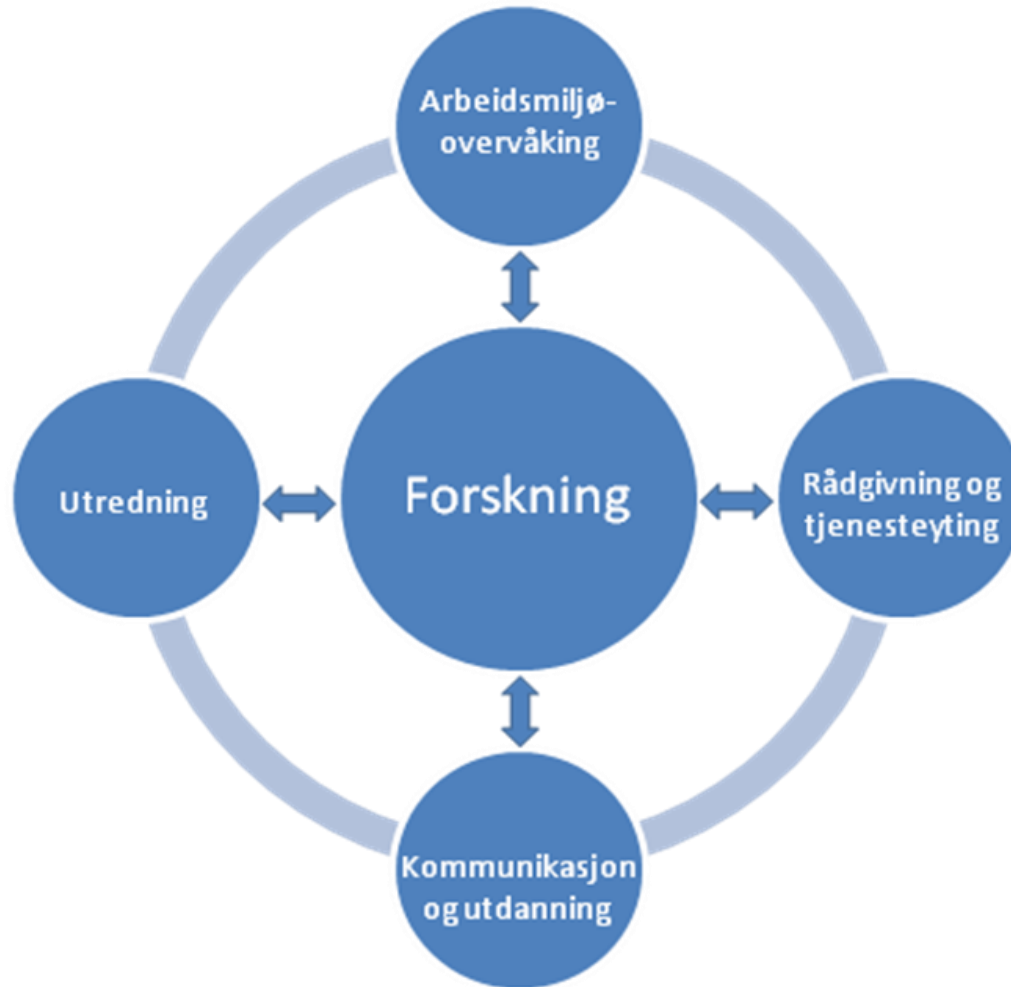 Arbeidsmiljø-
overvåking
Utredning
Forskning
Rådgivning og
tjenesteyting
Kommunikasjon
og utdanning